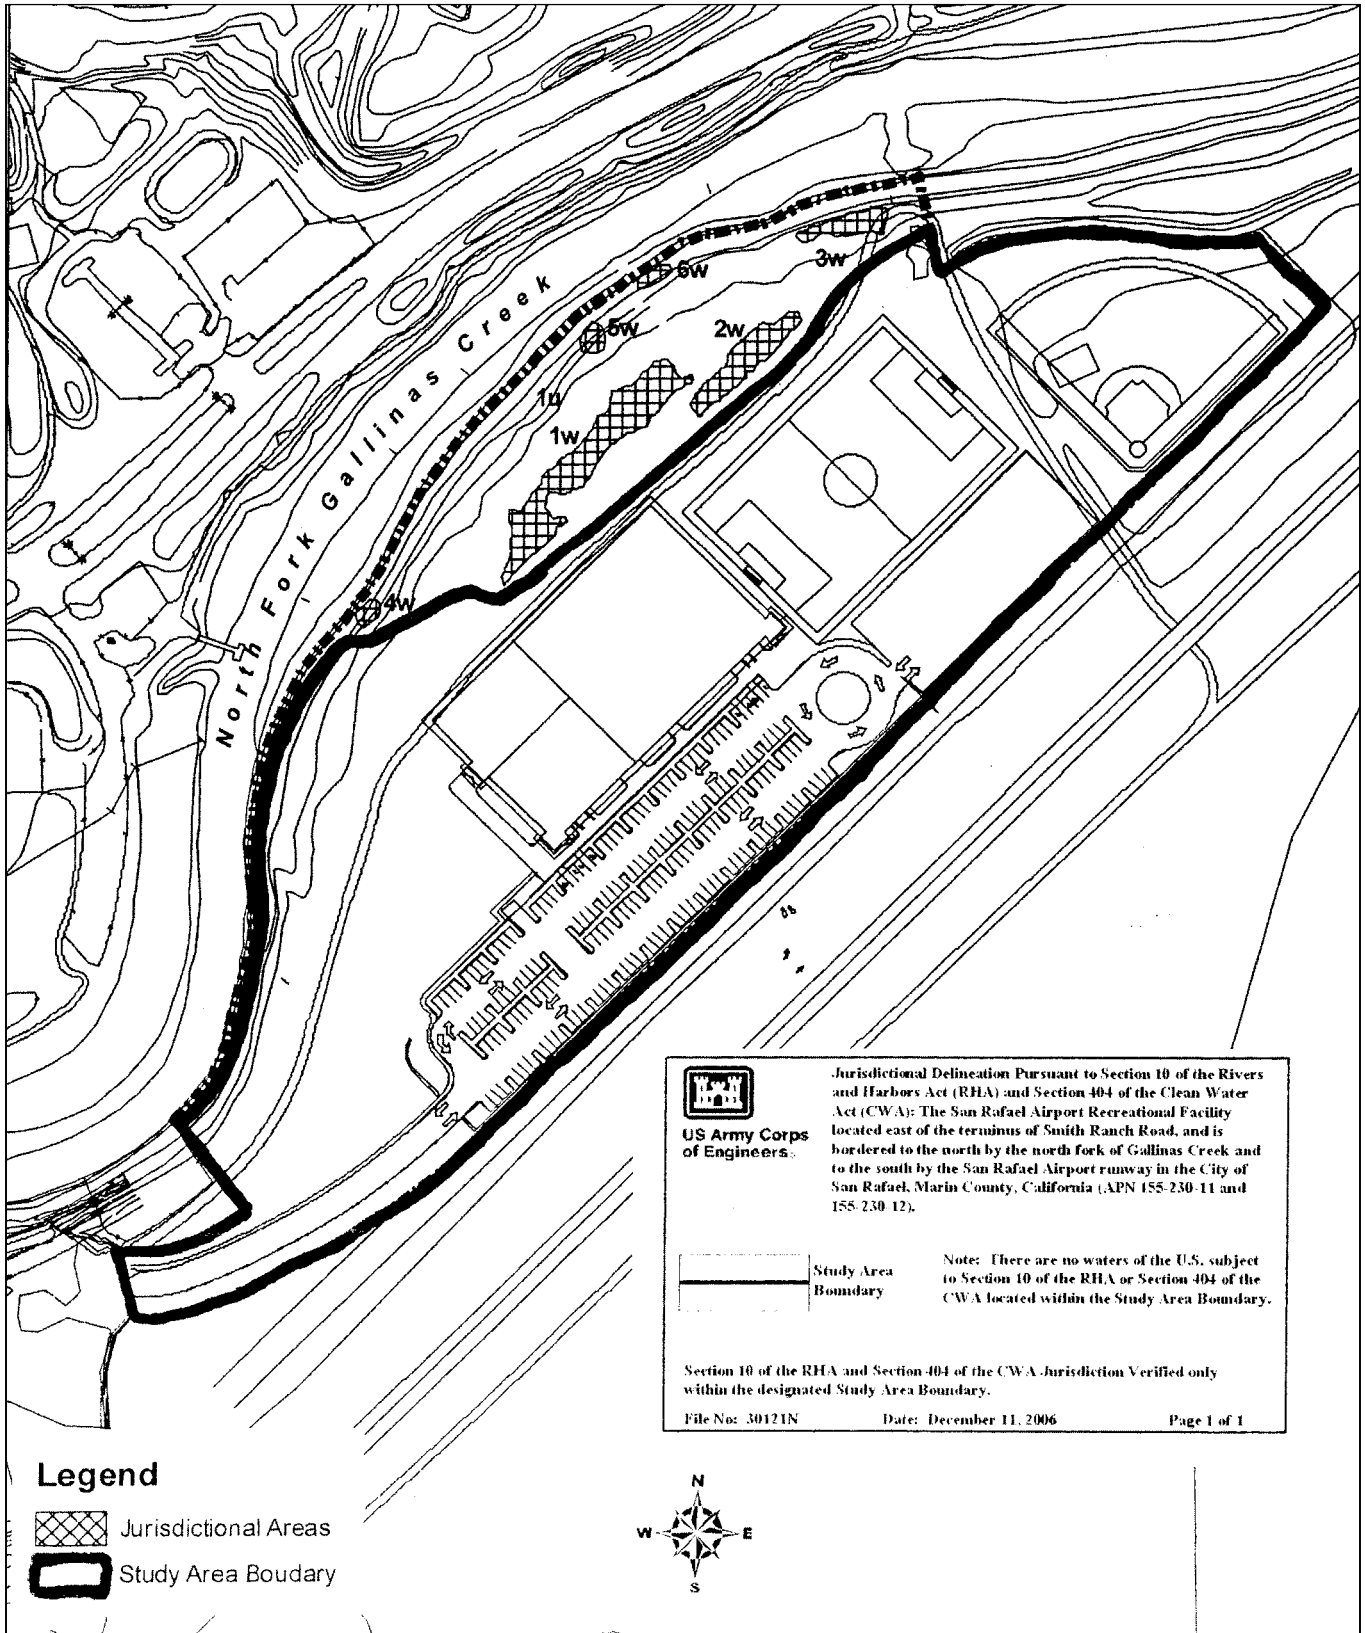 North Fork Gallinas Creek
6w
3w
5w
2w
1u
1w
4w
US Army Corps
of Engineers
Jurisdictional Delineation Pursuant to Section 10 of the Rivers
and Harbors Act (RHA) and Section 404 of the Clean Water
Act (CWA): The San Rafael Airport Recreational Facility
located east of the terminus of Smith Ranch Road, and is
bordered to the north by the north fork of Gallinas Creek and
to the south by the San Rafael Airport runway in the City of
San Rafael, Marin County, California (APN 155-230-11 and
155-230-12).
Study Area
Boundary
Note: There are no waters of the U.S. subject
to Section 10 of the RHA or Section 404 of the
CWA located within the Study Area Boundary.
Section 10 of the RHA and Section 404 of the CWA Jurisdiction Verified only
within the designated Study Area Boundary.
File No: 30121N Date: December 11, 2006 Page 1 of 1
Legend
Jurisdictional Areas
Study Area Boudary
N
W E
S